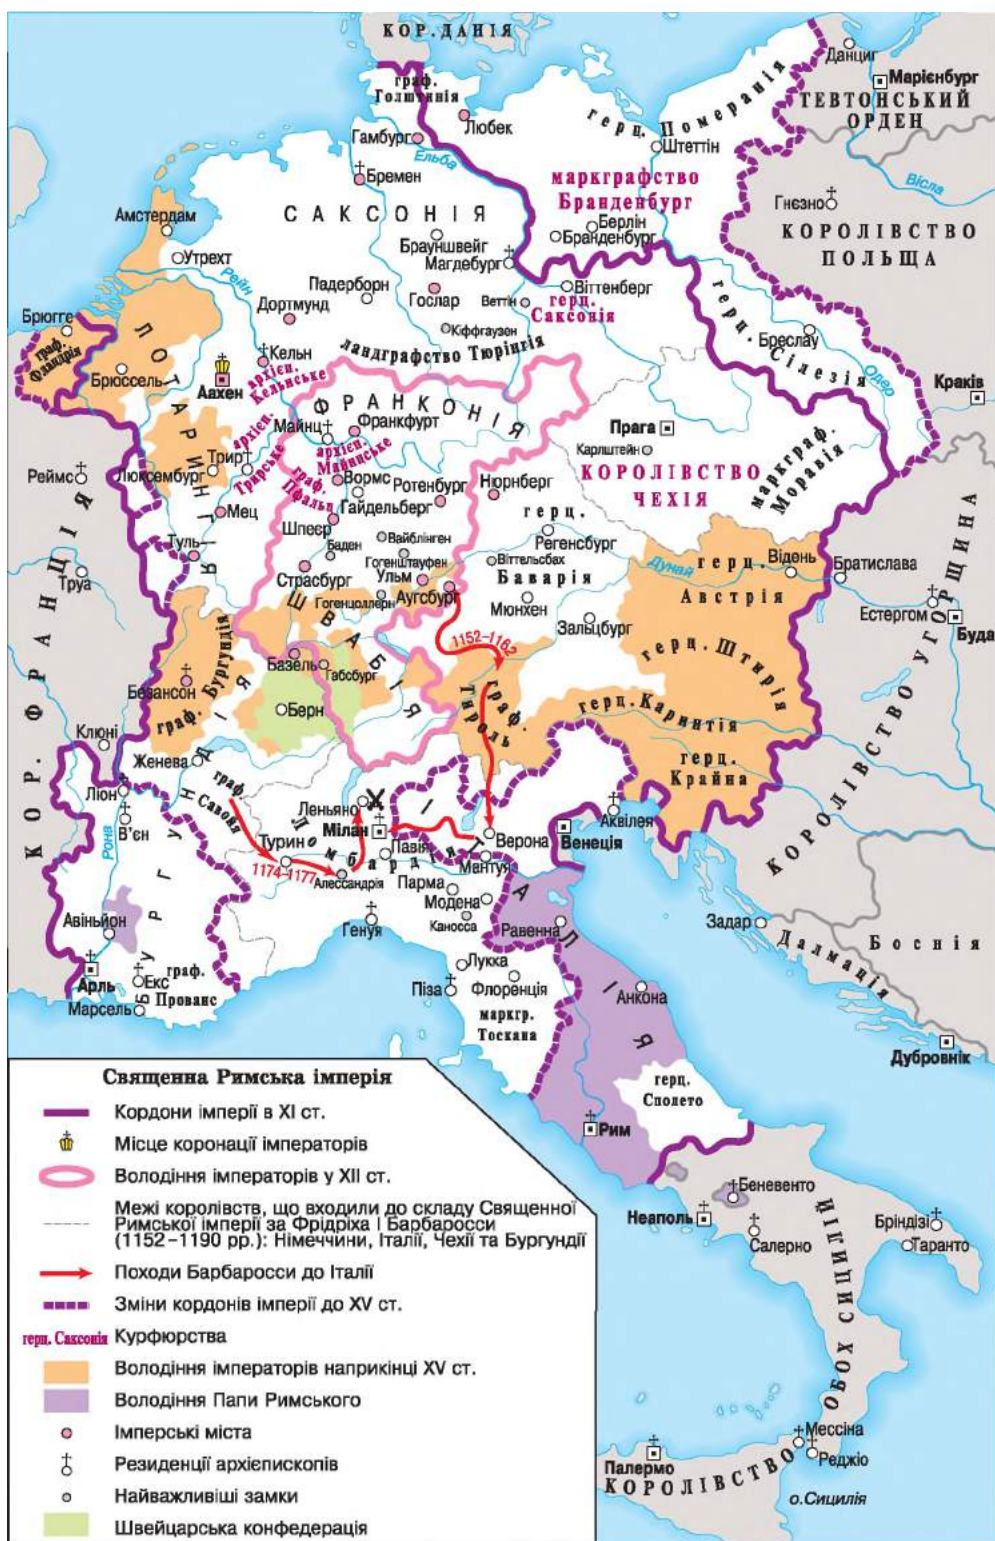 КОР. ДАНІЯ
Данциг
Марієнбург
ТЕВТОНСЬКИЙ
ОРДЕН
граф.
Голштинія
герц. Померанія
Любек
Гамбург
Ельба
Штеттін
Бремен
Вісла
маркграфство
Бранденбург
Гнєзно
САКСОНІЯ
Амстердам
Берлін
Бранденбург
КОРОЛІВСТВО
ПОЛЬЩА
Брауншвейг
Магдебург
Утрехт
Рейн
Падерборн
Гослар
Веттін
Віттенберг
герц.
Саксонія
герц. Сілезія
Дортмунд
Брюгге
граф.
Фландрія
Кіффгаузен
Бреслау
ЛОТАРИНГІЯ
ландграфство Тюрінгія
Кельн
Брюссель
архієп.
Кельнське
Одер
Аахен
Краків
ФРАНКОНІЯ
Франкфурт
Майнц
архієп.
Майнцське
архієп.
Трирське
Прага
Карлштейн
КОРОЛІВСТВО
ЧЕХІЯ
маркграф.
Моравія
Реймс
Люксембург
Трир
граф.
Пфальц
Вормс
Ротенбург
Нюрнберг
Гайдельберг
Мец
Шпеєр
герц.
Баварія
Вайблінген
Регенсбург
Туль
Баден
Гогенштауфен
Віттельсбах
Дунай
герц.
Австрія
Відень
Братислава
Труа
Страсбург
Ульм
Аугсбург
Мюнхен
Естергом
Буда
Гогенцоллерн
Зальцбург
ШВАБІЯ
1152–1162
герц. Штирія
КОР. ФРАНЦІЯ
КОРОЛІВСТВО УГОРЩИНА
граф. Бургундія
Базель
Габсбург
Безансон
граф.
Тироль
герц. Каринтія
Берн
Клюні
герц.
Крайна
Женева
БУРГУНДІЯ
граф.
Савойя
Ліон
Леньяно
В'єн
Мілан
Верона
Венеція
Аквілея
ІТАЛІЯ
Рона
Турин
Ломбардія
Павія
Мантуя
1174–1177
Алессандрія
Парма
Модена
Каносса
Авіньйон
Генуя
Равенна
Задар
Далмація
Боснія
Арль
Екс
граф.
Прованс
Марсель
Лукка
Піза
Флоренція
Анкона
маркгр.
Тоскана
Дубровнік
герц.
Сполето
Рим
Беневенто
Неаполь
Салерно
Бріндізі
Таранто
Мессіна
Реджіо
Палермо
КОРОЛІВСТВО
ОБОХ СИЦИЛІЙ
о.Сицилія
Священна Римська імперія
Кордони імперії в XI ст.
Місце коронації імператорів
Володіння імператорів у XII ст.
Межі королівств, що входили до складу Священної
Римської імперії за Фрідріха І Барбаросси
(1152–1190 рр.): Німеччини, Італії, Чехії та Бургундії
Походи Барбаросси до Італії
Зміни кордонів імперії до XV ст.
герц. Саксонія Курфюрства
Володіння імператорів наприкінці XV ст.
Володіння Папи Римського
Імперські міста
Резиденції архієпископів
Найважливіші замки
Швейцарська конфедерація